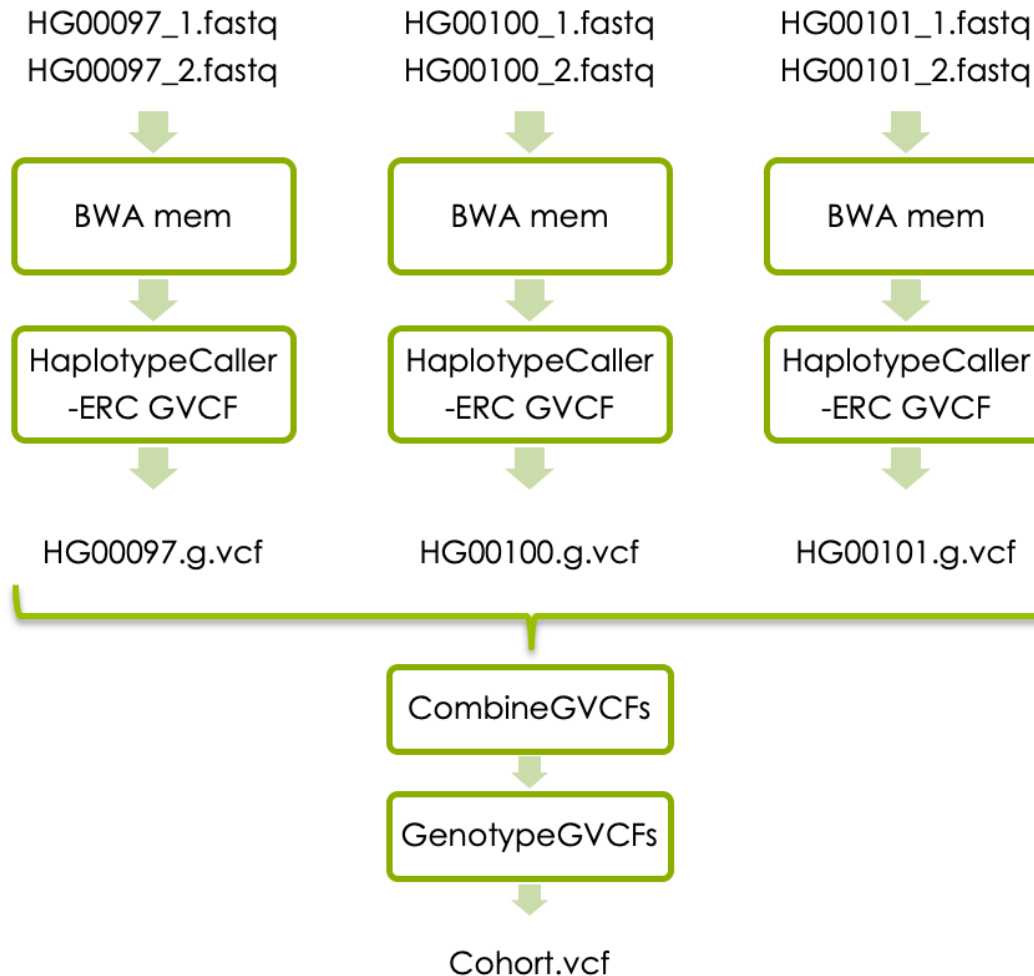 HG00097_1.fastq
HG00097_2.fastq
HG00100_1.fastq
HG00100_2.fastq
HG00101_1.fastq
HG00101_2.fastq
BWA mem
BWA mem
BWA mem
HaplotypeCaller
-ERC GVCF
HaplotypeCaller
-ERC GVCF
HaplotypeCaller
-ERC GVCF
HG00097.g.vcf
HG00100.g.vcf
HG00101.g.vcf
CombineGVCFs
GenotypeGVCFs
Cohort.vcf